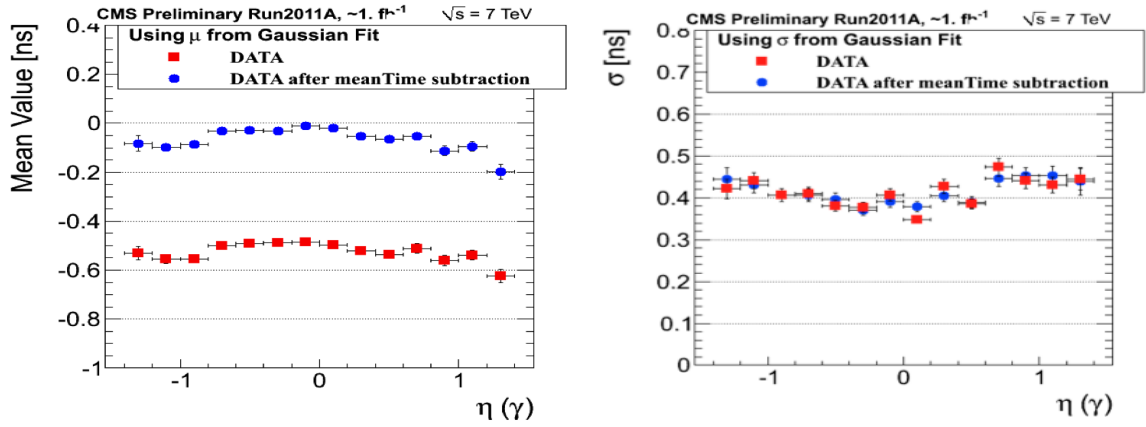 CMS Preliminary Run2011A, ~1. fb⁻¹ √s = 7 TeV
Using μ from Gaussian Fit
DATA
DATA after meanTime subtraction
Mean Value [ns]
0.4
0.2
0
-0.2
-0.4
-0.6
-0.8
-1
-1 0 1
η (γ)
CMS Preliminary Run2011A, ~1. fb⁻¹ √s = 7 TeV
Using σ from Gaussian Fit
DATA
DATA after meanTime subtraction
σ [ns]
0.8
0.7
0.6
0.5
0.4
0.3
0.2
0.1
0
-1 0 1
η (γ)